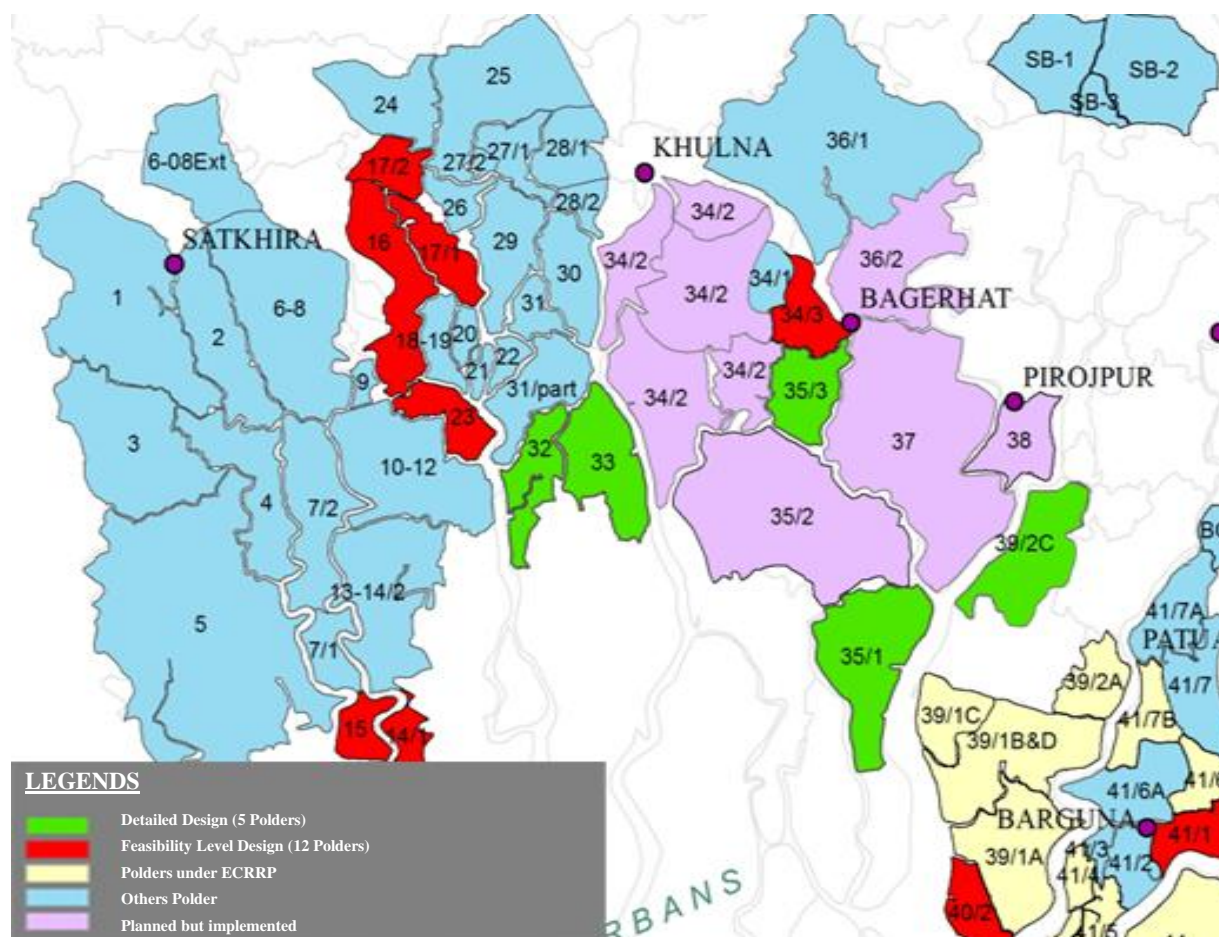 SB-1
SB-2
SB-3
25
24
36/1
27/1
28/1
27/2
KHULNA
6-08Ext
17/2
28/2
26
34/2
16
29
SATKHIRA
17/1
30
34/2
36/2
34/1
34/2
1
6-8
31
BAGERHAT
2
34/3
20
18-19
22
21
34/2
PIROJPUR
9
31/part
35/3
34/2
23
3
37
38
32
33
10-12
4
7/2
35/2
39/2C
13-14/2
41/7A
5
7/1
35/1
PATUA
39/2A
41/7
15
14/1
39/1C
41/7B
39/1B&D
41/6A
BARGUNA
41/1
41/3
39/1A
41/2
41/4
40/2
41/5
RBANS
LEGENDS
Detailed Design (5 Polders)
Feasibility Level Design (12 Polders)
Polders under ECRRP
Others Polder
Planned but implemented